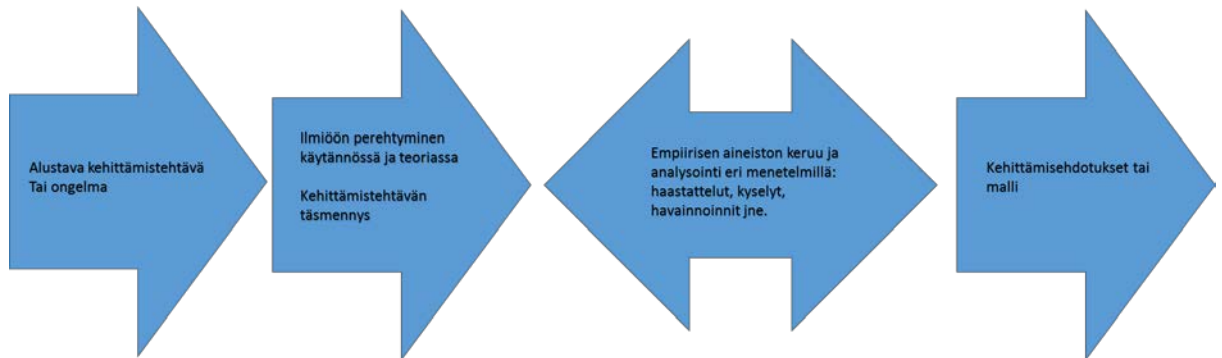 Alustava kehittämistehtävä
Tai ongelma
Ilmiöön perehtyminen
käytännössä ja teoriassa
Kehittämistehtävän
täsmennys
Empiirisen aineiston keruu ja
analysointi eri menetelmillä:
haastattelut, kyselyt,
havainnoinnit jne.
Kehittämisehdotukset tai
malli